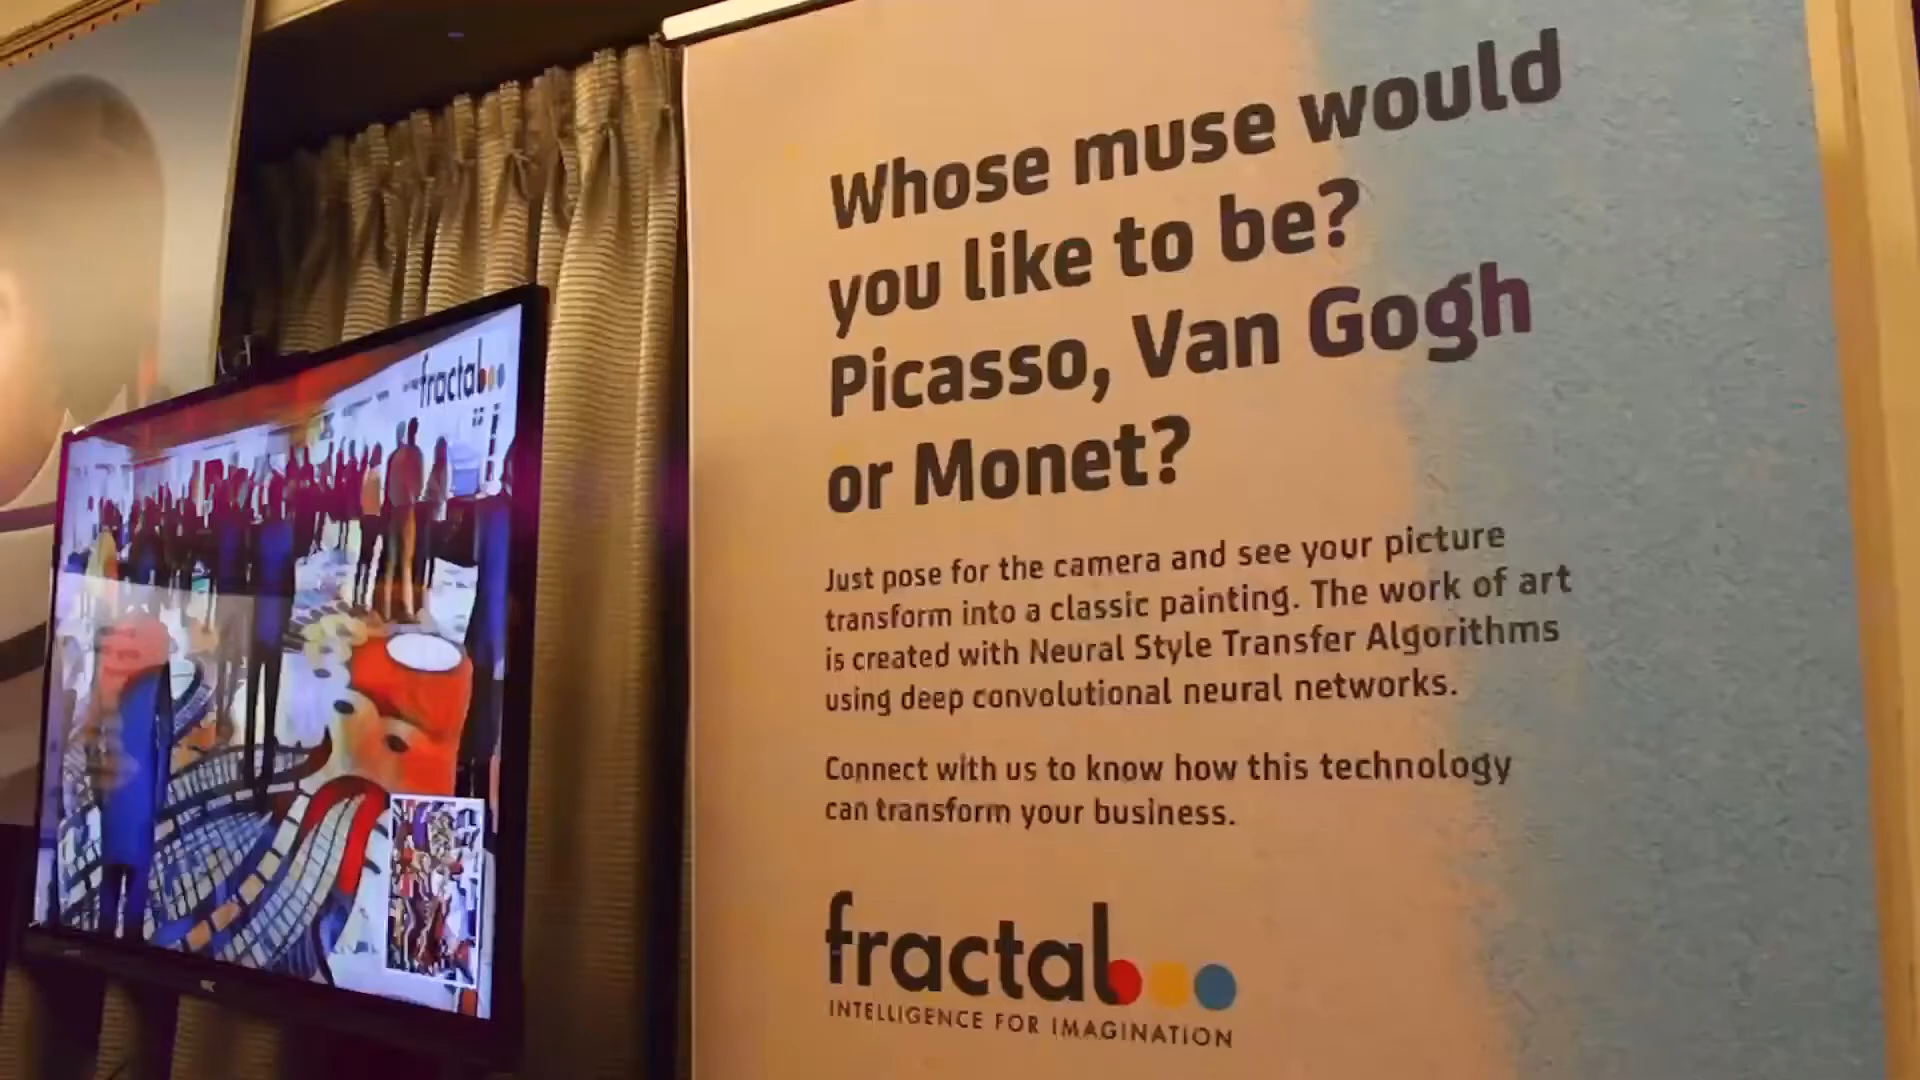 fractal
Whose muse would
you like to be?
Picasso, Van Gogh
or Monet?
Just pose for the camera and see your picture
transform into a classic painting. The work of art
is created with Neural Style Transfer Algorithms
using deep convolutional neural networks.
Connect with us to know how this technology
can transform your business.
fractal
INTELLIGENCE FOR IMAGINATION